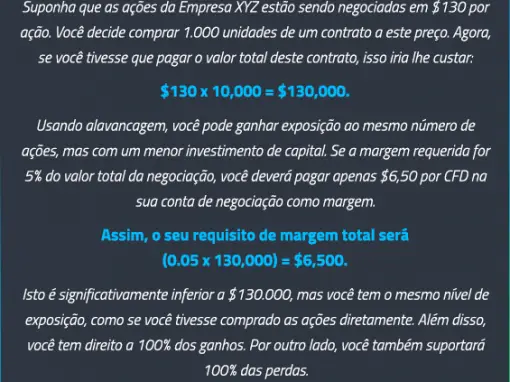 Suponha que as ações da Empresa XYZ estão sendo negociadas em $130 por
ação. Você decide comprar 1.000 unidades de um contrato a este preço. Agora,
se você tivesse que pagar o valor total deste contrato, isso iria lhe custar:
$130 x 10,000 = $130,000.
Usando alavancagem, você pode ganhar exposição ao mesmo número de
ações, mas com um menor investimento de capital. Se a margem requerida for
5% do valor total da negociação, você deverá pagar apenas $6,50 por CFD na
sua conta de negociação como margem.
Assim, o seu requisito de margem total será
(0.05 x 130,000) = $6,500.
Isto é significativamente inferior a $130.000, mas você tem o mesmo nível de
exposição, como se você tivesse comprado as ações diretamente. Além disso,
você tem direito a 100% dos ganhos. Por outro lado, você também suportará
100% das perdas.